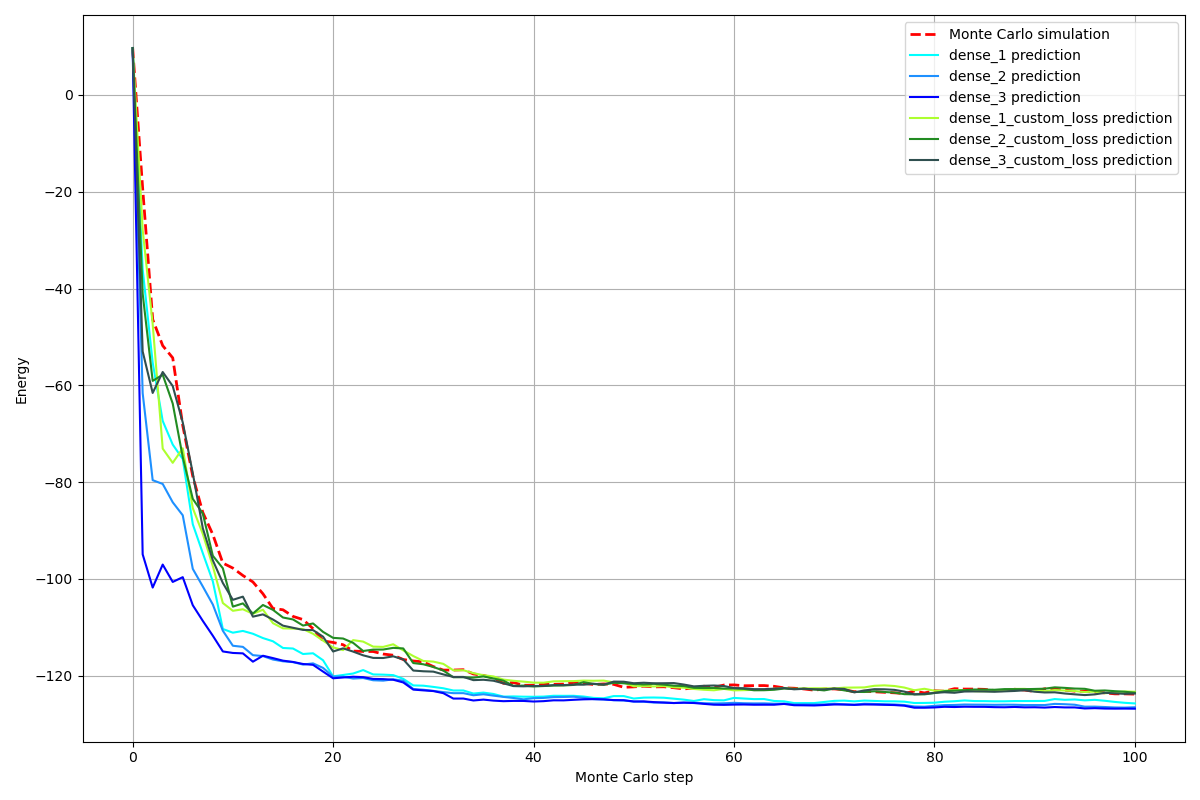 Monte Carlo simulation
dense_1 prediction
dense_2 prediction
dense_3 prediction
dense_1_custom_loss prediction
dense_2_custom_loss prediction
dense_3_custom_loss prediction
Energy
0
−20
−40
−60
−80
−100
−120
0 20 40 60 80 100
Monte Carlo step